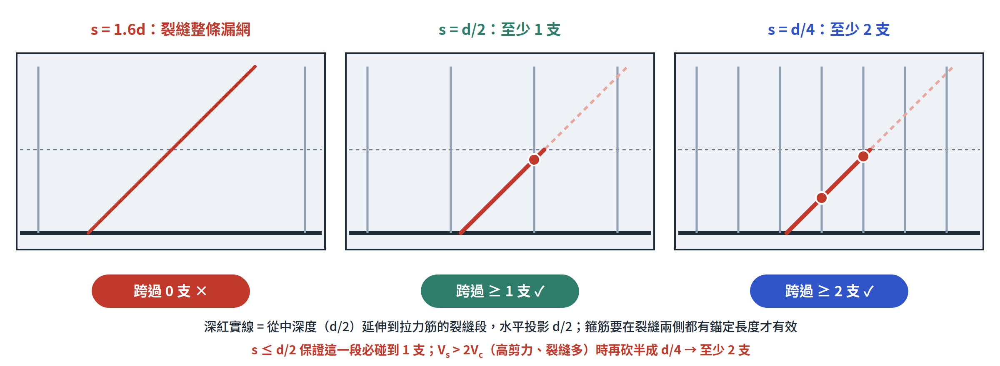 s = 1.6d：裂縫整條漏網
s = d/2：至少 1 支
s = d/4：至少 2 支
跨過 0 支 ×
跨過 ≥ 1 支 ✓
跨過 ≥ 2 支 ✓
深紅實線 = 從中深度（d/2）延伸到拉力筋的裂縫段，水平投影 d/2；箍筋要在裂縫兩側都有錨定長度才有效
s ≤ d/2 保證這一段必碰到 1 支；Vs > 2Vc（高剪力、裂縫多）時再砍半成 d/4 → 至少 2 支